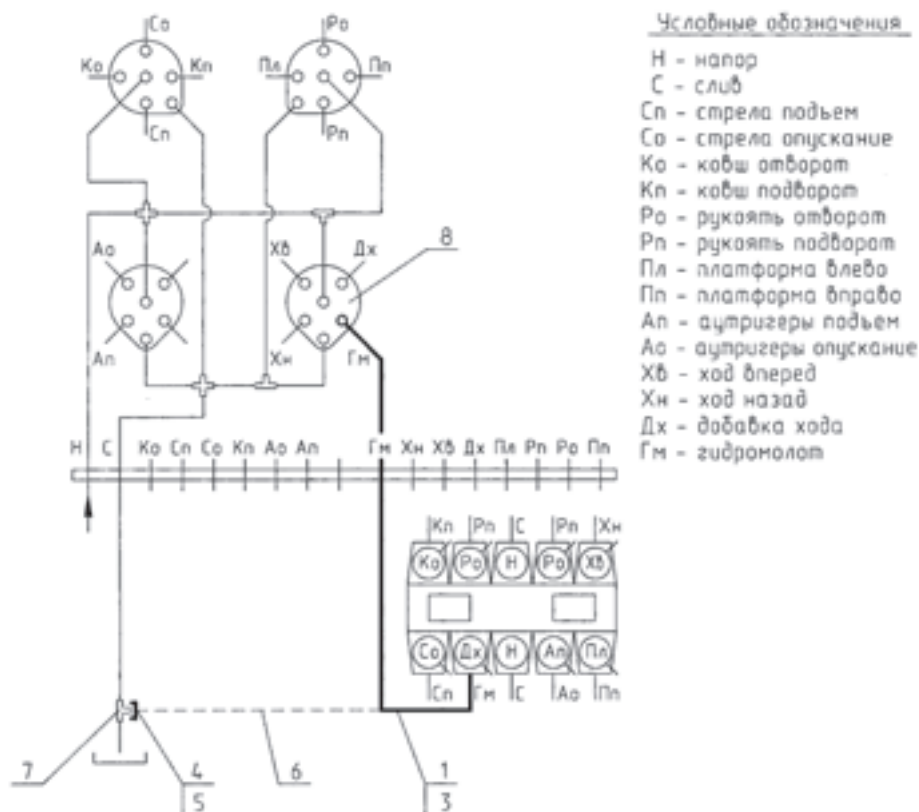 Со
Ро
Условные обозначения
Ко
Кп
Пл
Пп
Н - напор
С - слив
Сп - стрела подъем
Со - стрела опускание
Ко - ковш отворот
Кп - ковш подворот
Ро - рукоять отворот
Рп - рукоять подворот
Пл - платформа влево
Пп - платформа вправо
Ап - аутригеры подъем
Ао - аутригеры опускание
Хв - ход вперед
Хн - ход назад
Дх - добавка хода
Гм - гидромолот
Сп
Рп
Ао
Хв
Дх
8
Ап
Хн
Гм
Н С Ко Сп Со Кп Ао Ап Гм Хн Хв Дх Пл Рп Ро Пп
Кп Рп С Рп Хн
Ко Ро Н Ро Хв
Со Дх Н Ап Пл
Сп Гм С Ао Пп
7 4 6 1
5 3